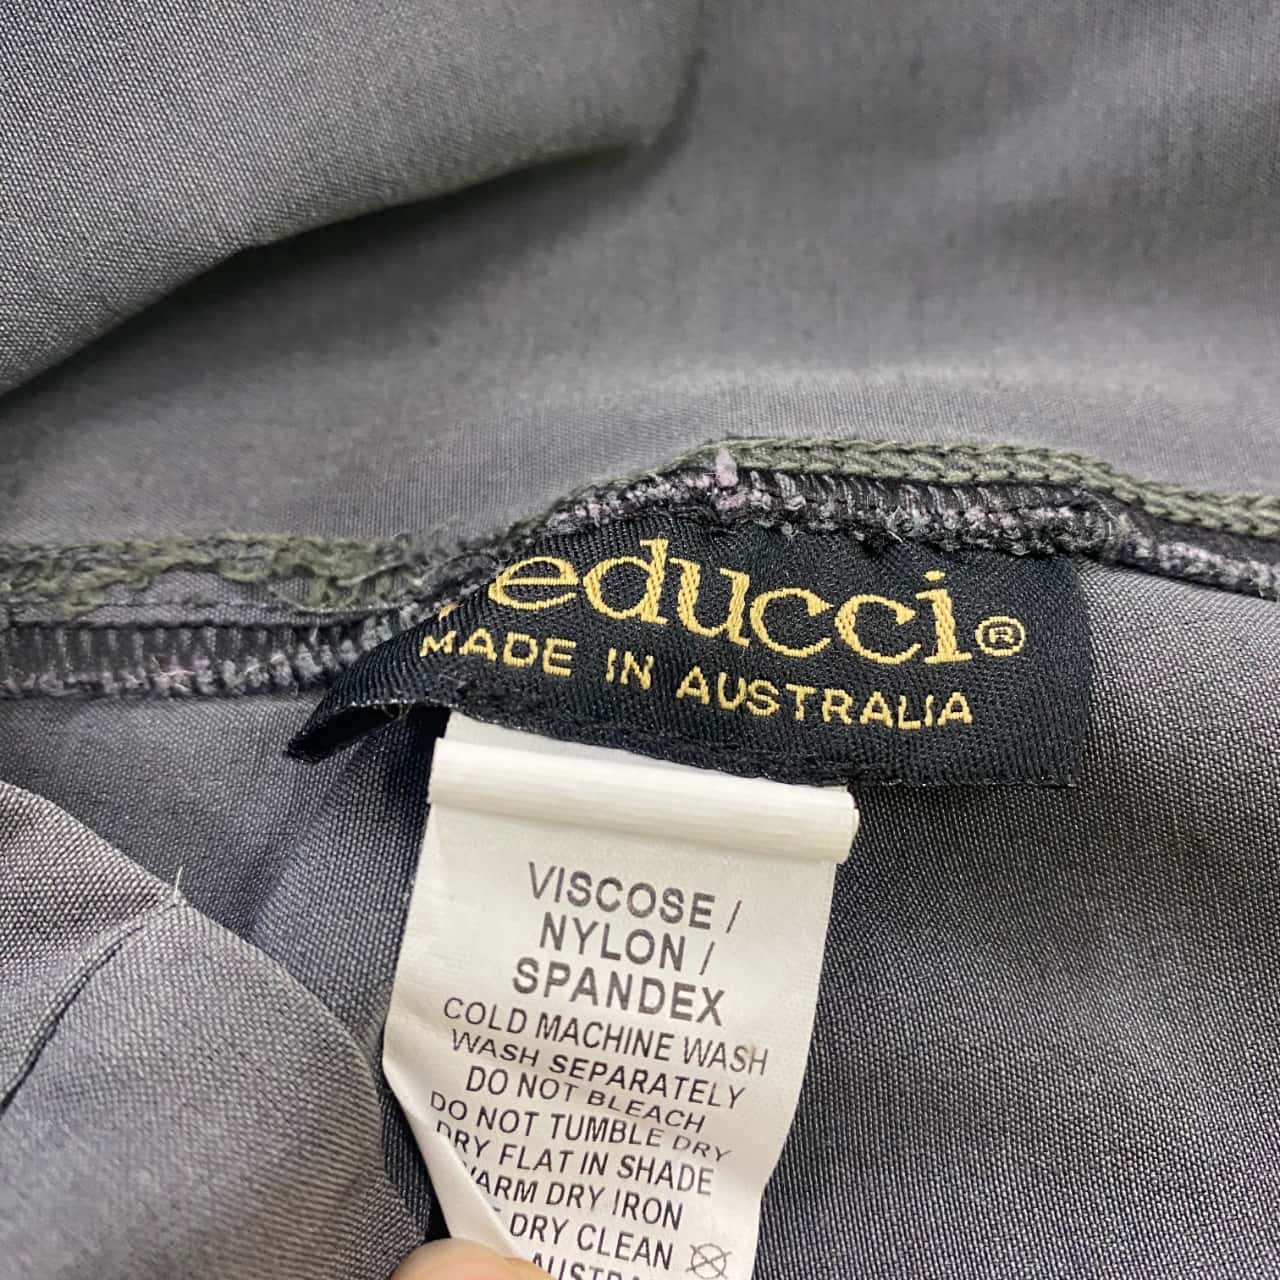 educci®
MADE IN AUSTRALIA
VISCOSE /
NYLON /
SPANDEX
COLD MACHINE WASH
WASH SEPARATELY
DO NOT BLEACH
DO NOT TUMBLE DRY
DRY FLAT IN SHADE
WARM DRY IRON
DRY CLEAN